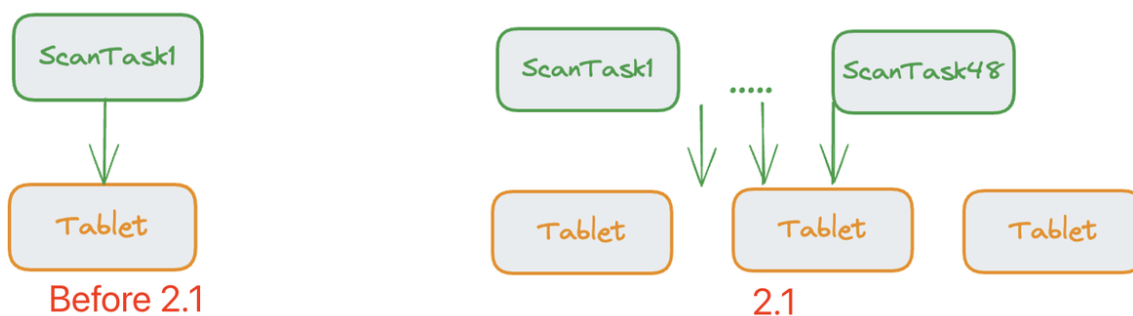 ScanTask1
Tablet
Before 2.1
ScanTask1
.....
ScanTask48
Tablet
Tablet
Tablet
2.1